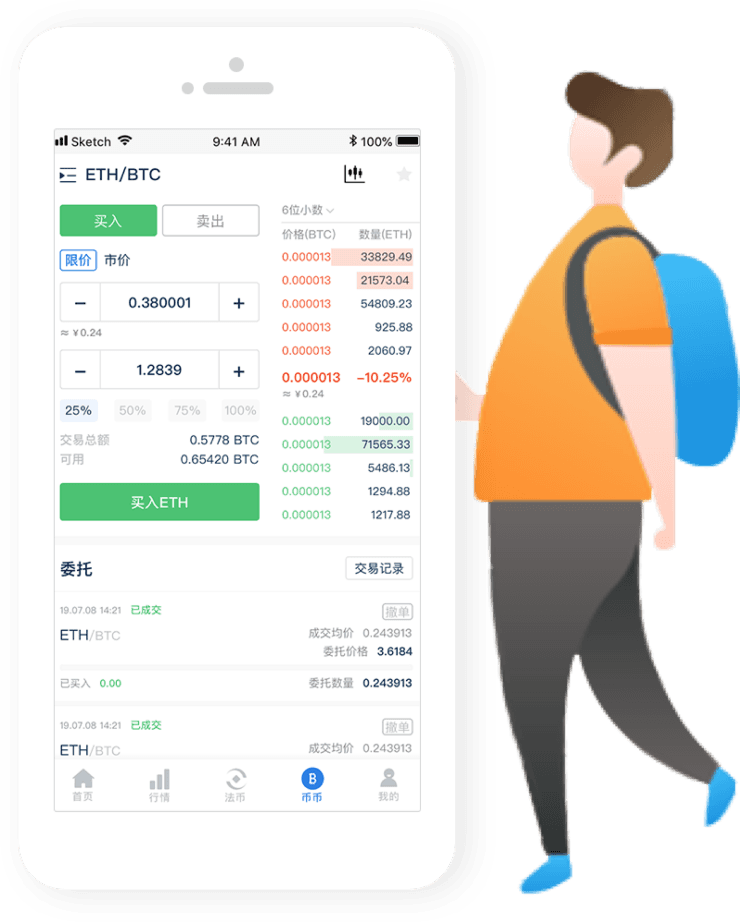 Sketch 9:41 AM 100%
ETH/BTC
买入 卖出
限价 市价
− 0.380001 +
≈ ¥0.24
− 1.2839 +
25% 50% 75% 100%
交易总额 0.5778 BTC
可用 0.65420 BTC
买入ETH
6位小数
价格(BTC) 数量(ETH)
0.000013 33829.49
0.000013 21573.04
0.000013 54809.23
0.000013 925.88
0.000013 2060.97
0.000013 −10.25%
≈ ¥0.24
0.000013 19000.00
0.000013 71565.33
0.000013 5486.13
0.000013 1294.88
0.000013 1217.88
委托 交易记录
19.07.08 14:21 已成交 撤单
ETH/BTC 成交均价 0.243913
委托价格 3.6184
已买入 0.00 委托数量 0.243913
19.07.08 14:21 已成交 撤单
ETH/BTC 成交均价 0.243913
首页 行情 法币 币币 我的